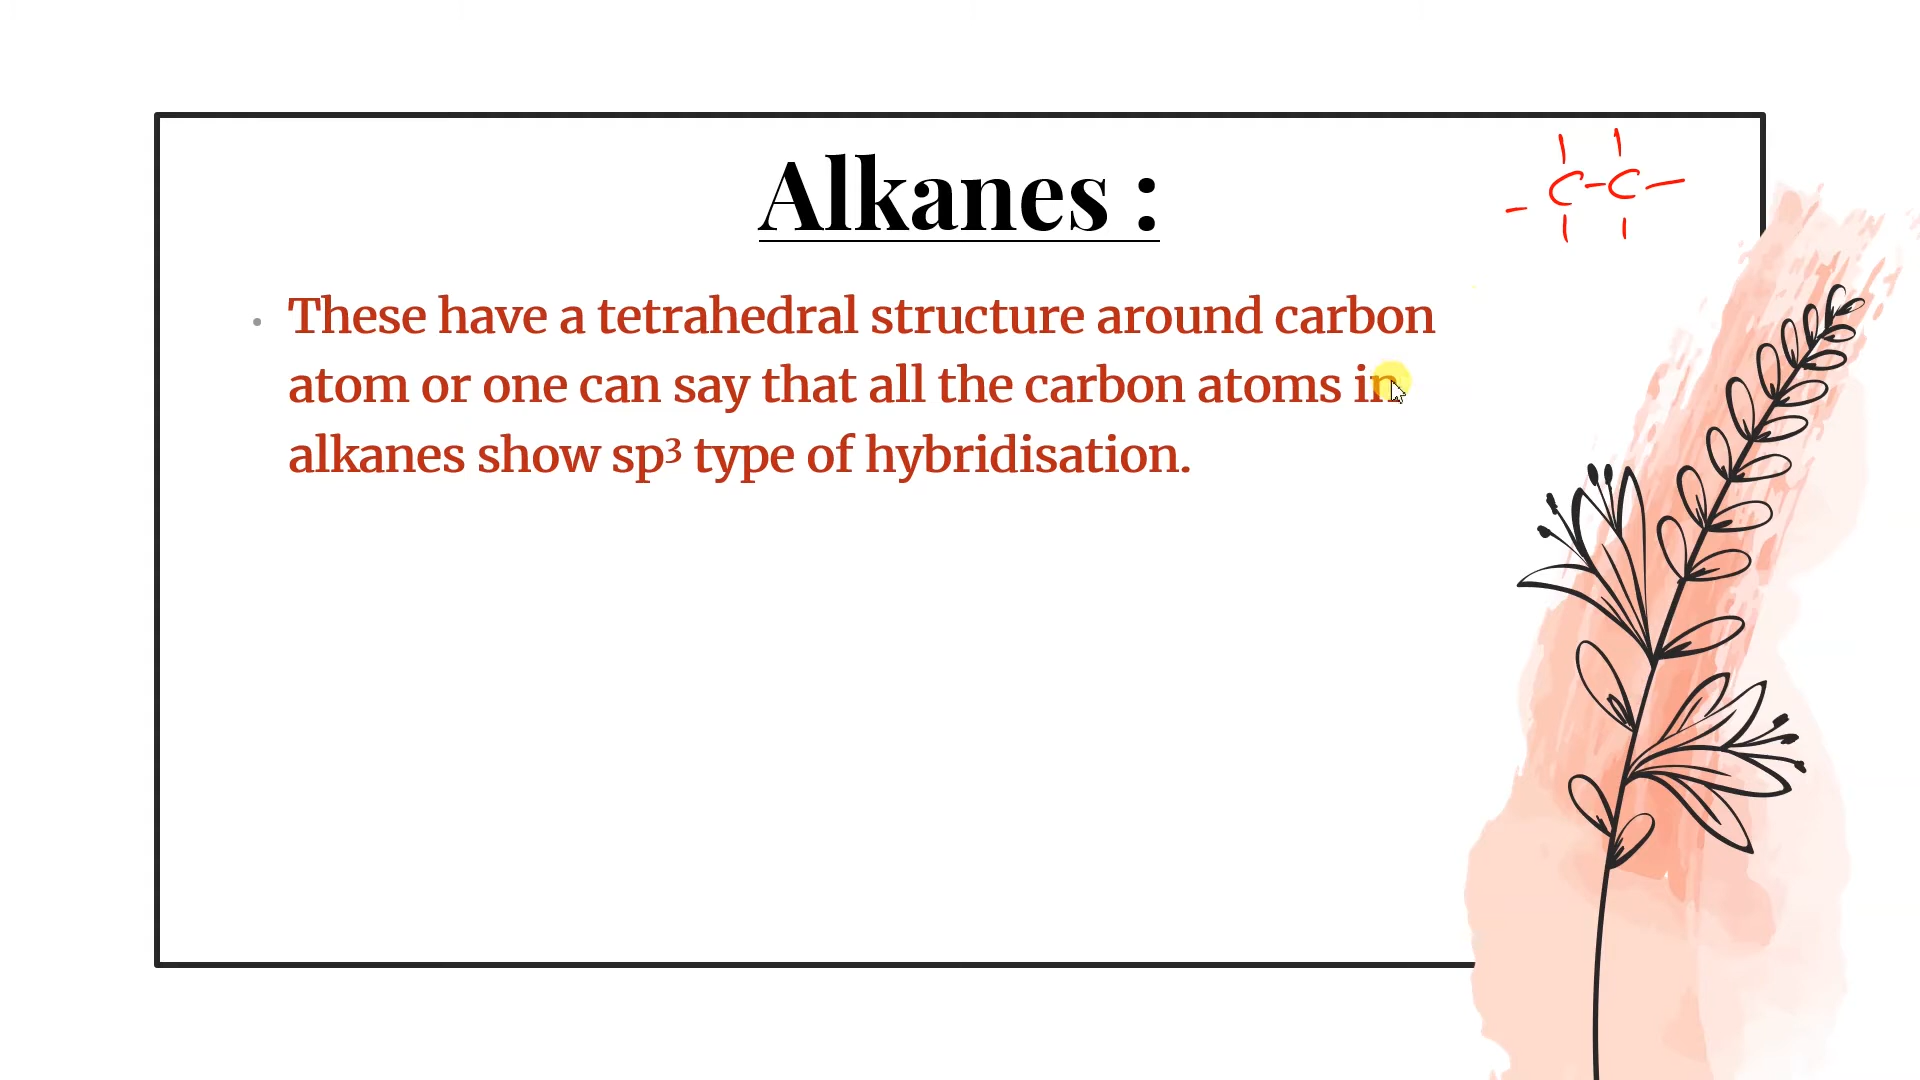 Alkanes :
C-C-
• These have a tetrahedral structure around carbon
atom or one can say that all the carbon atoms in
alkanes show sp³ type of hybridisation.